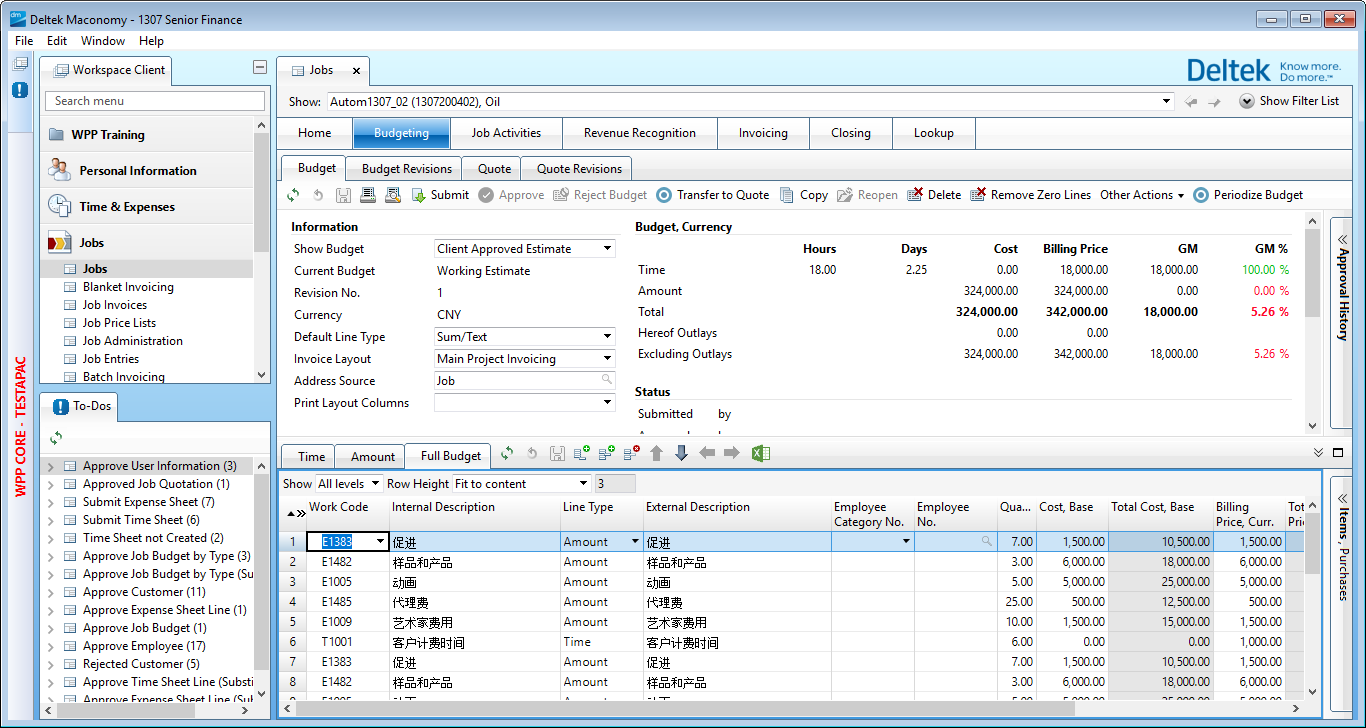 Deltek Maconomy - 1307 Senior Finance
File Edit Window Help
Workspace Client
Search menu
WPP Training
Personal Information
Time & Expenses
Jobs
Jobs
Blanket Invoicing
Job Invoices
Job Price Lists
Job Administration
Job Entries
Batch Invoicing
WPP CORE - TESTAPAC
To-Dos
Approve User Information (3)
Approved Job Quotation (1)
Submit Expense Sheet (7)
Submit Time Sheet (6)
Time Sheet not Created (2)
Approve Job Budget by Type (3)
Approve Job Budget by Type (Su
Approve Customer (11)
Approve Expense Sheet Line (1)
Approve Job Budget (1)
Approve Employee (17)
Rejected Customer (5)
Approve Time Sheet Line (Substi
Approve Expense Sheet Line (Sul
Jobs
Deltek Know more. Do more.™
Show: Autom1307_02 (1307200402), Oil Show Filter List
Home Budgeting Job Activities Revenue Recognition Invoicing Closing Lookup
Budget Budget Revisions Quote Quote Revisions
Submit Approve Reject Budget Transfer to Quote Copy Reopen Delete Remove Zero Lines Other Actions Periodize Budget
Information
Show Budget Client Approved Estimate
Current Budget Working Estimate
Revision No. 1
Currency CNY
Default Line Type Sum/Text
Invoice Layout Main Project Invoicing
Address Source Job
Print Layout Columns
Budget, Currency
Hours Days Cost Billing Price GM GM %
Time 18.00 2.25 0.00 18,000.00 18,000.00 100.00 %
Amount 324,000.00 324,000.00 0.00 0.00 %
Total 324,000.00 342,000.00 18,000.00 5.26 %
Hereof Outlays 0.00 0.00
Excluding Outlays 324,000.00 342,000.00 18,000.00 5.26 %
Status
Submitted by
Approval History
Time Amount Full Budget
Show All levels Row Height Fit to content 3
Work Code Internal Description Line Type External Description Employee Category No. Employee No. Qua... Cost, Base Total Cost, Base Billing Price, Curr. Tot Pri
1 E1383 促进 Amount 促进 7.00 1,500.00 10,500.00 1,500.00
2 E1482 样品和产品 Amount 样品和产品 3.00 6,000.00 18,000.00 6,000.00
3 E1005 动画 Amount 动画 5.00 5,000.00 25,000.00 5,000.00
4 E1485 代理费 Amount 代理费 25.00 500.00 12,500.00 500.00
5 E1009 艺术家费用 Amount 艺术家费用 10.00 1,500.00 15,000.00 1,500.00
6 T1001 客户计费时间 Time 客户计费时间 6.00 0.00 0.00 1,000.00
7 E1383 促进 Amount 促进 7.00 1,500.00 10,500.00 1,500.00
8 E1482 样品和产品 Amount 样品和产品 3.00 6,000.00 18,000.00 6,000.00
Items, Purchases